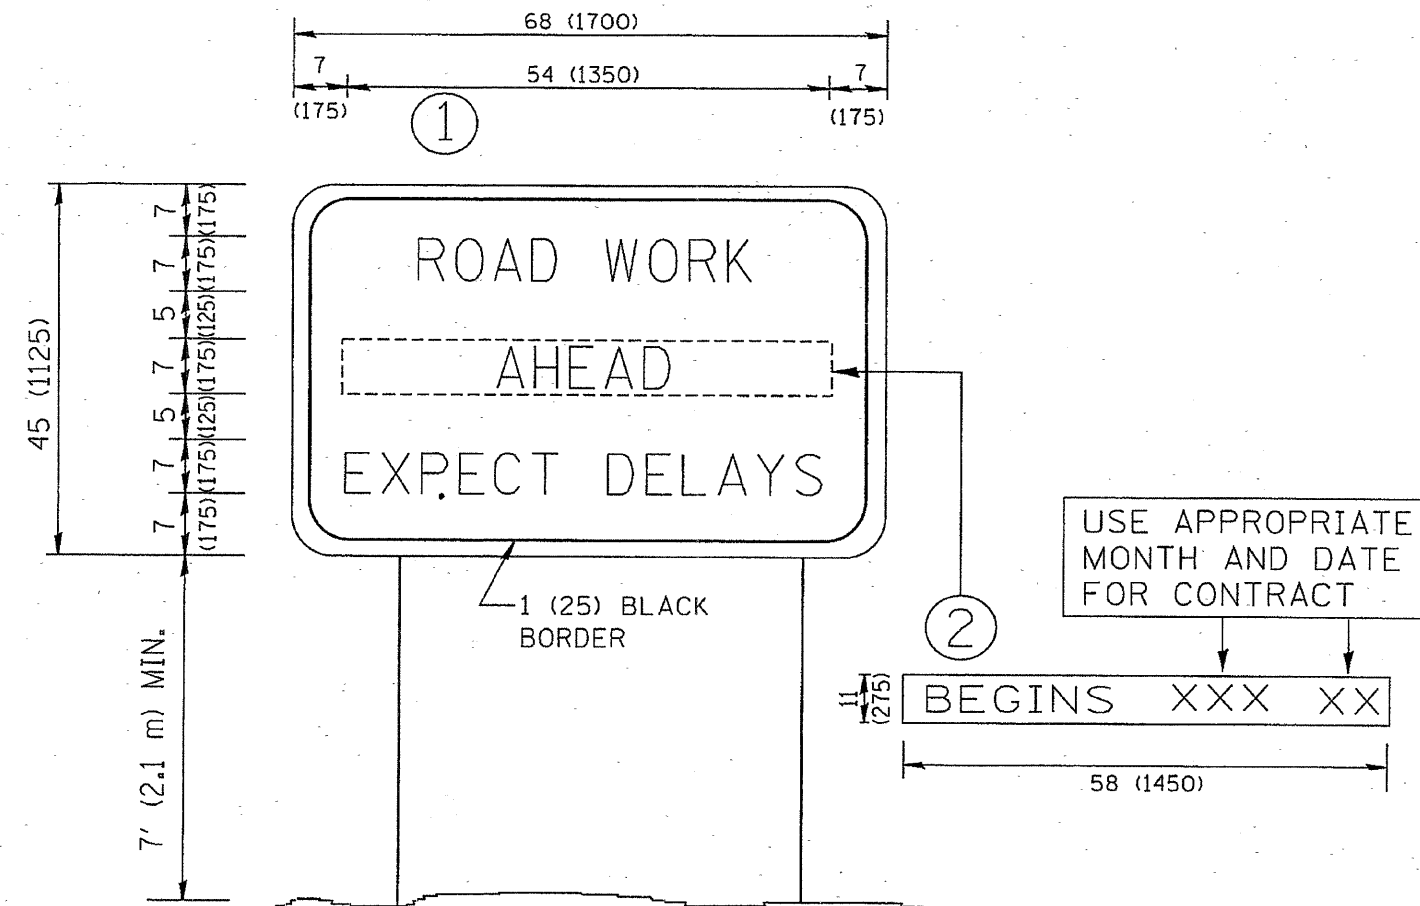 68 (1700)
7 54 (1350) 7
(175) (175)
1
45 (1125)
7 (175)
7 (175)
5 (125)
7 (175)
5 (125)
7 (175)
7 (175)
ROAD WORK
AHEAD
EXPECT DELAYS
1 (25) BLACK
BORDER
7' (2.1 m) MIN.
2
USE APPROPRIATE
MONTH AND DATE
FOR CONTRACT
11
(275)
BEGINS XXX XX
58 (1450)